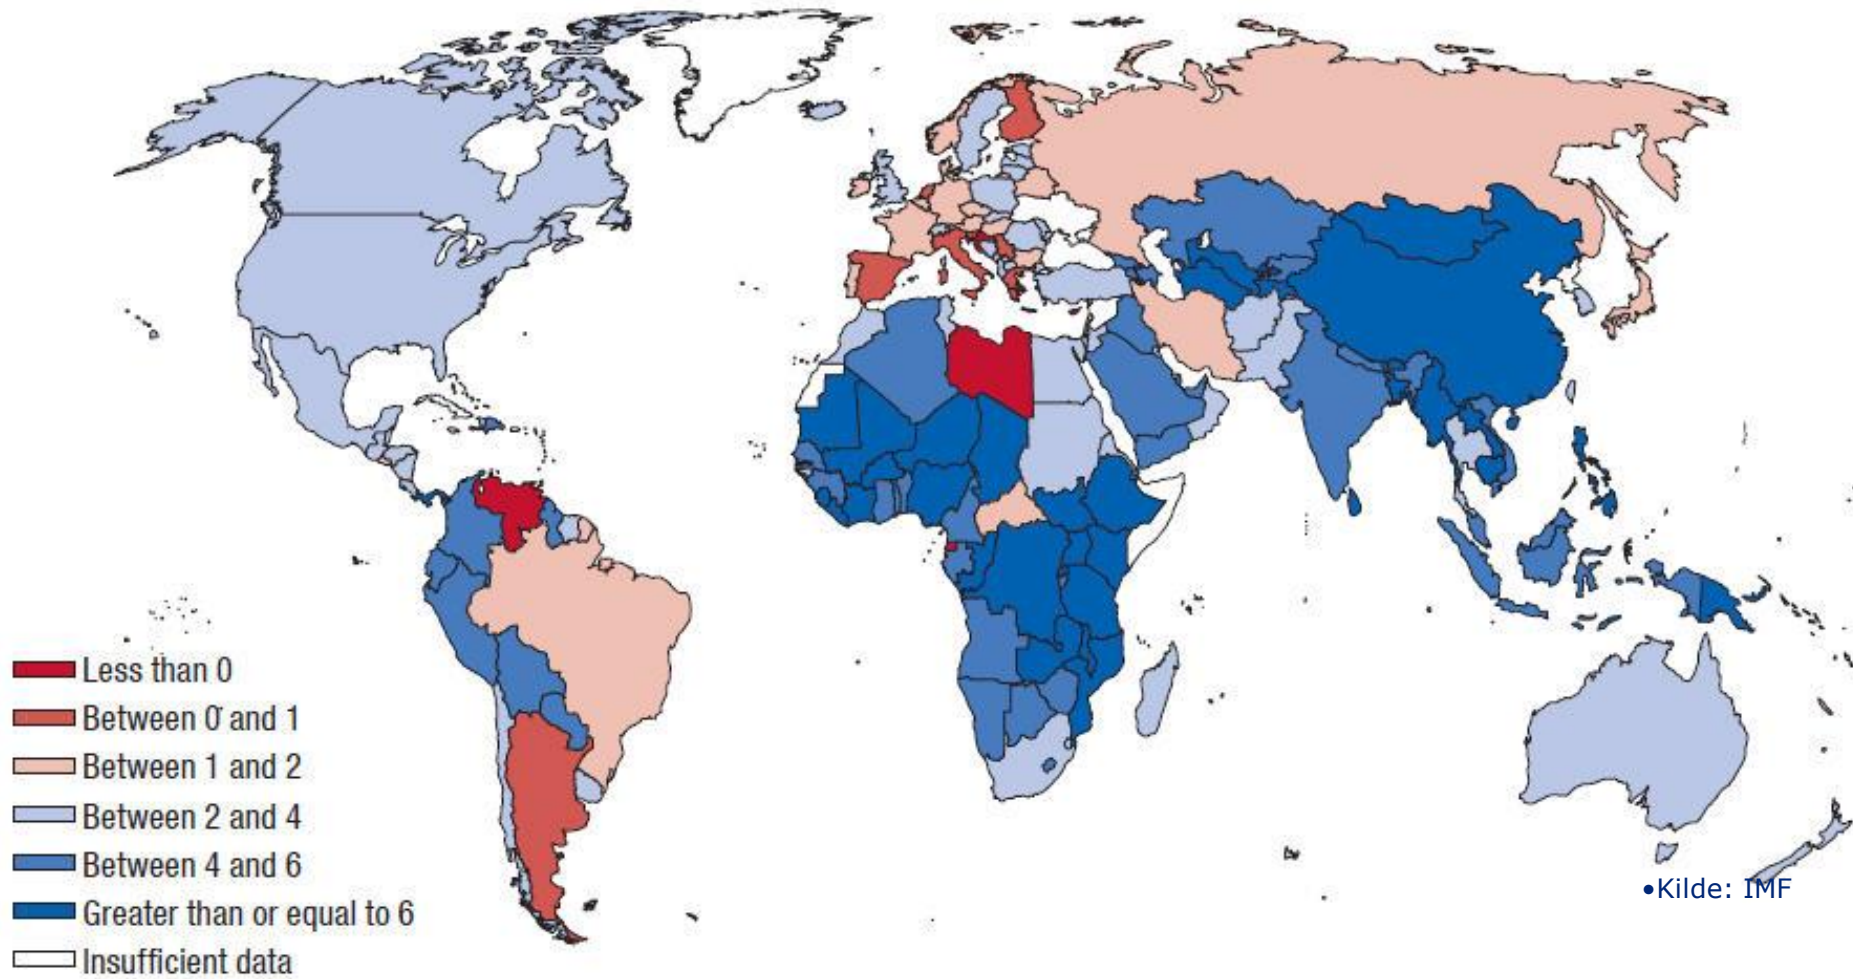 Less than 0
Between 0 and 1
Between 1 and 2
Between 2 and 4
Between 4 and 6
Greater than or equal to 6
Insufficient data
•Kilde: IMF